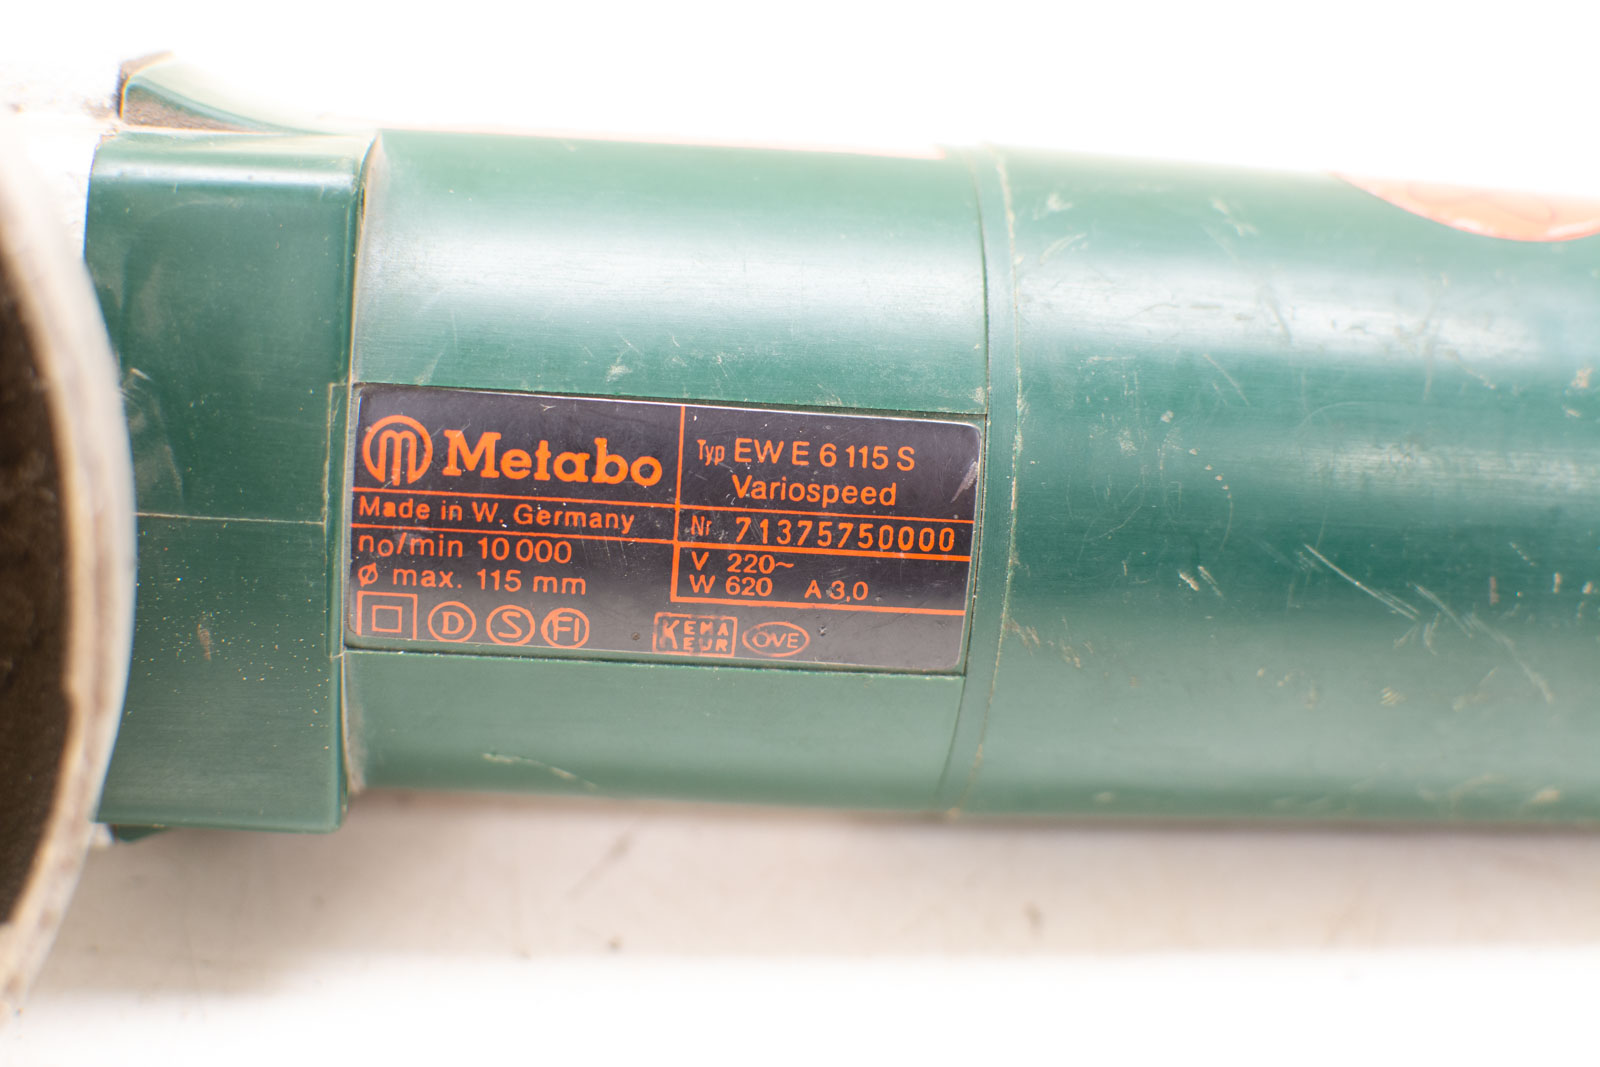 Metabo
Made in W. Germany
no/min 10 000
ø max. 115 mm
D S FI
KEMA
KEUR
ÖVE
Typ EW E 6 115 S
Variospeed
Nr 71375750000
V 220~
W 620 A 3,0